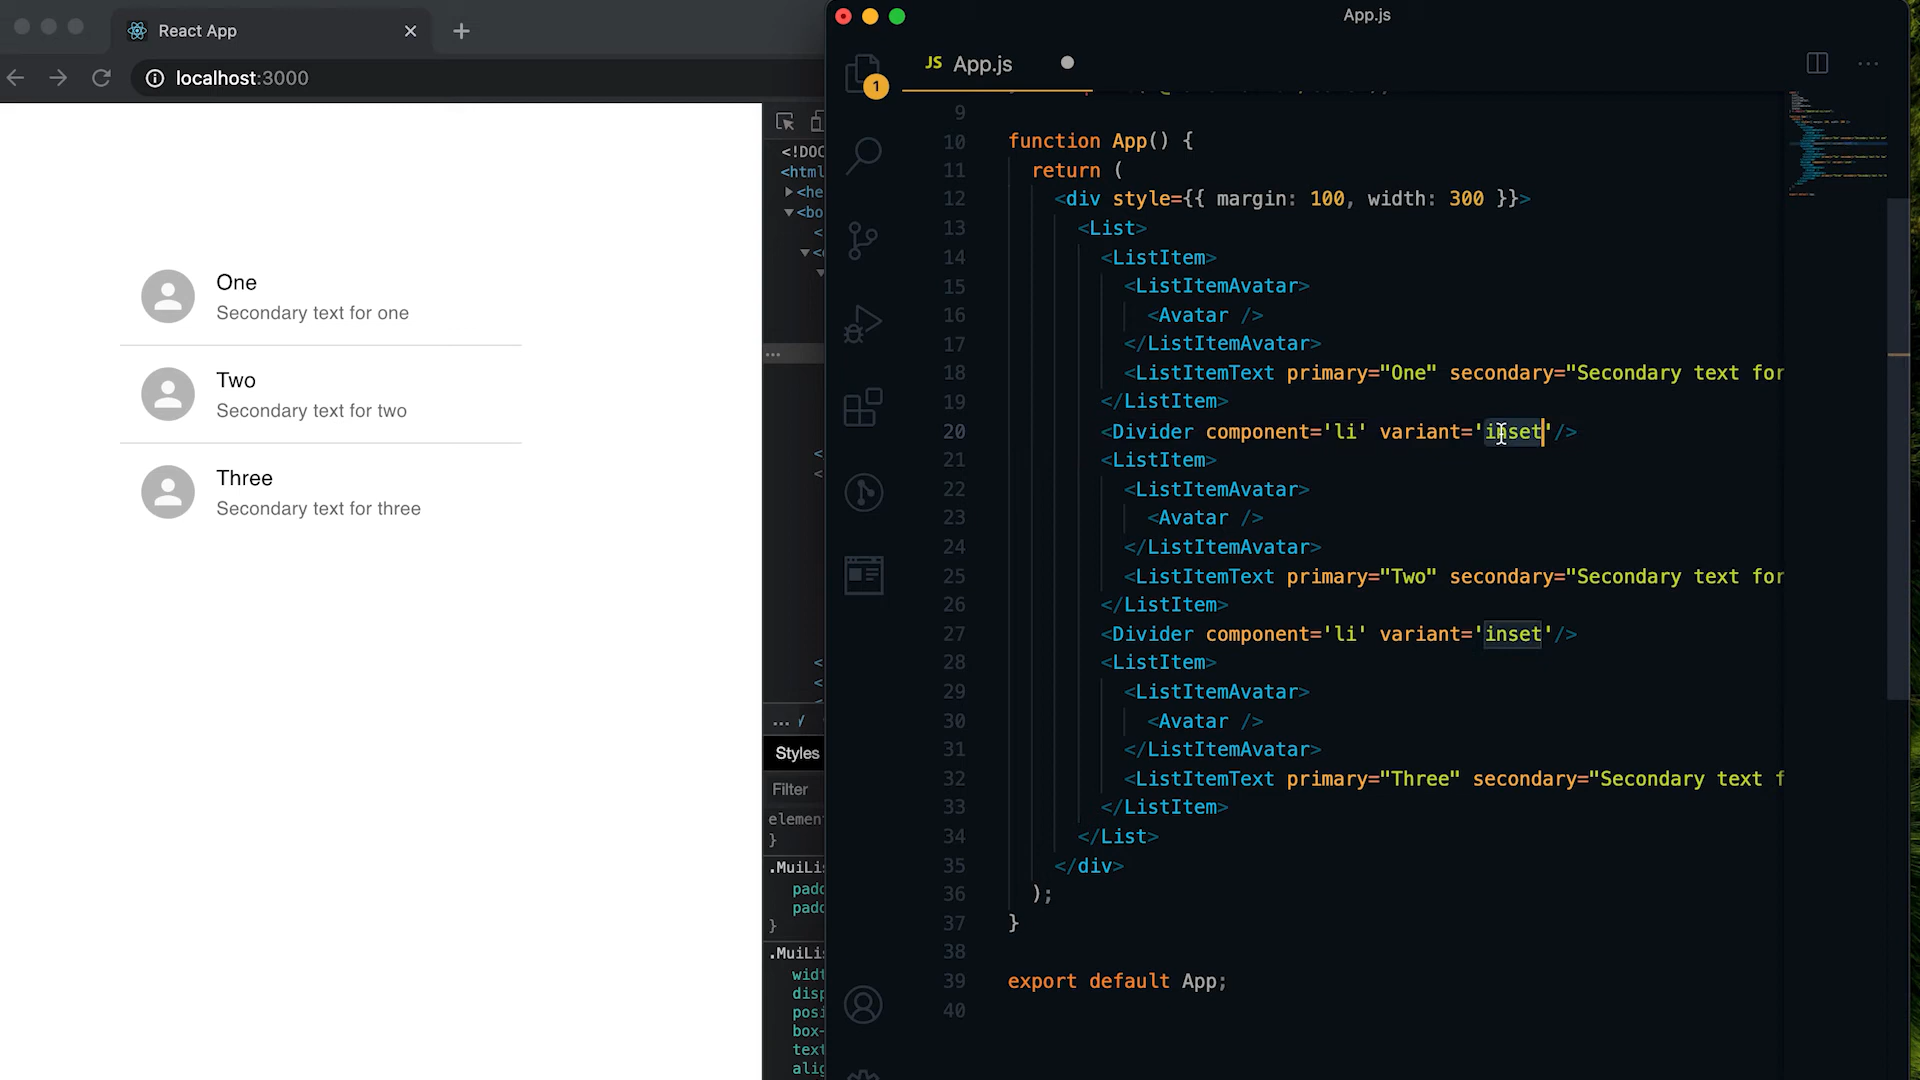 React App
localhost:3000
One
Secondary text for one
Two
Secondary text for two
Three
Secondary text for three
<!DOC
<html
<he
<bo
<
<
<
<
<
<
...
Styles
Filter
elemen
}
.MuiLis
pado
pado
}
.MuiLis
widt
disp
posi
box-
text
alig
App.js
JS App.js
1
9
10 function App() {
11 return (
12 <div style={{ margin: 100, width: 300 }}>
13 <List>
14 <ListItem>
15 <ListItemAvatar>
16 <Avatar />
17 </ListItemAvatar>
18 <ListItemText primary="One" secondary="Secondary text for
19 </ListItem>
20 <Divider component='li' variant='inset'/>
21 <ListItem>
22 <ListItemAvatar>
23 <Avatar />
24 </ListItemAvatar>
25 <ListItemText primary="Two" secondary="Secondary text for
26 </ListItem>
27 <Divider component='li' variant='inset'/>
28 <ListItem>
29 <ListItemAvatar>
30 <Avatar />
31 </ListItemAvatar>
32 <ListItemText primary="Three" secondary="Secondary text f
33 </ListItem>
34 </List>
35 </div>
36 );
37 }
38
39 export default App;
40